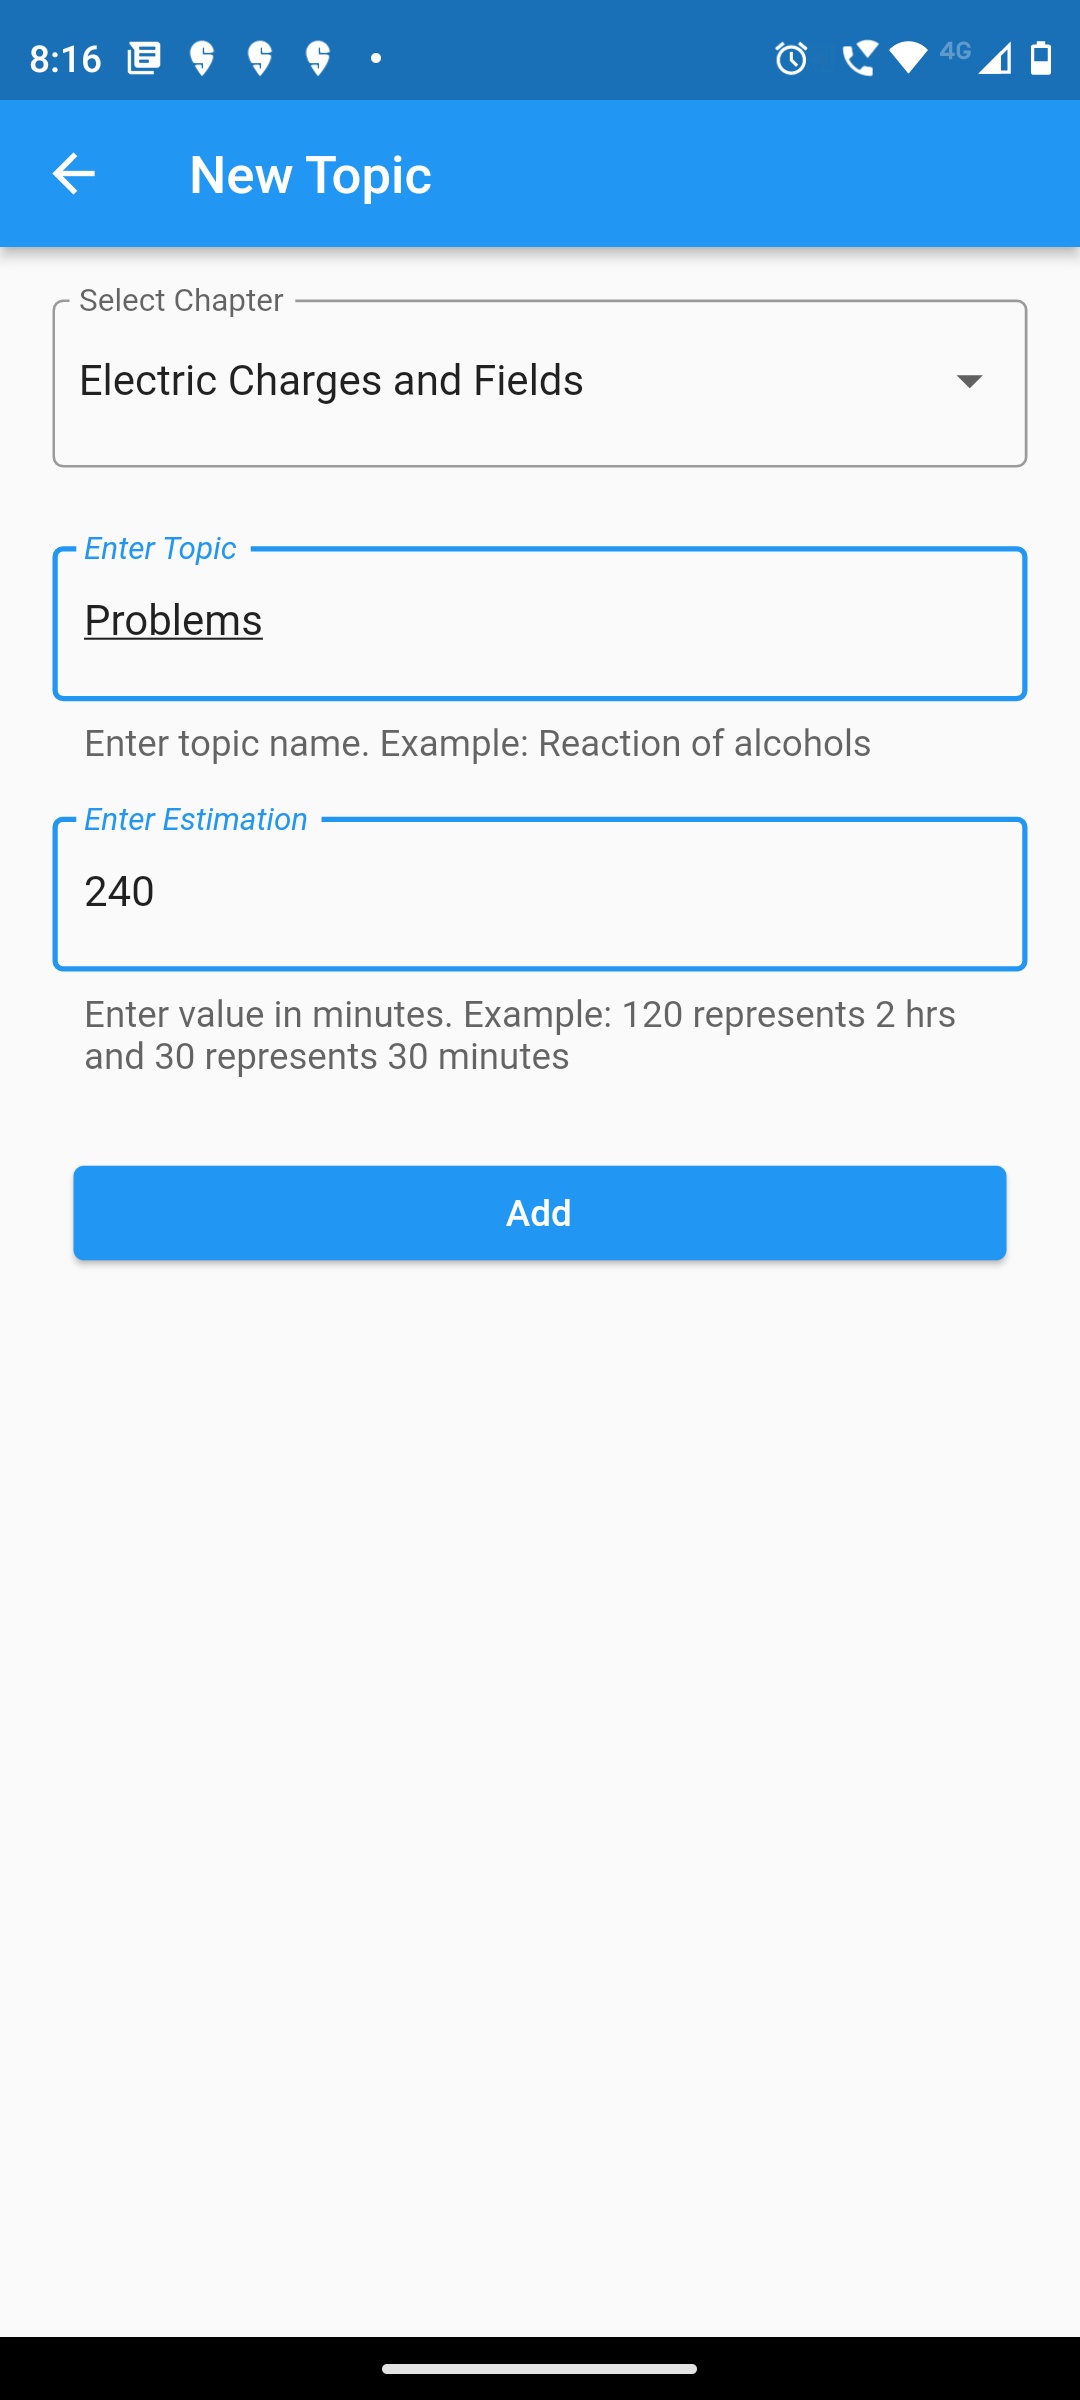 8:16
4G
New Topic
Select Chapter
Electric Charges and Fields
Enter Topic
Problems
Enter topic name. Example: Reaction of alcohols
Enter Estimation
240
Enter value in minutes. Example: 120 represents 2 hrs
and 30 represents 30 minutes
Add